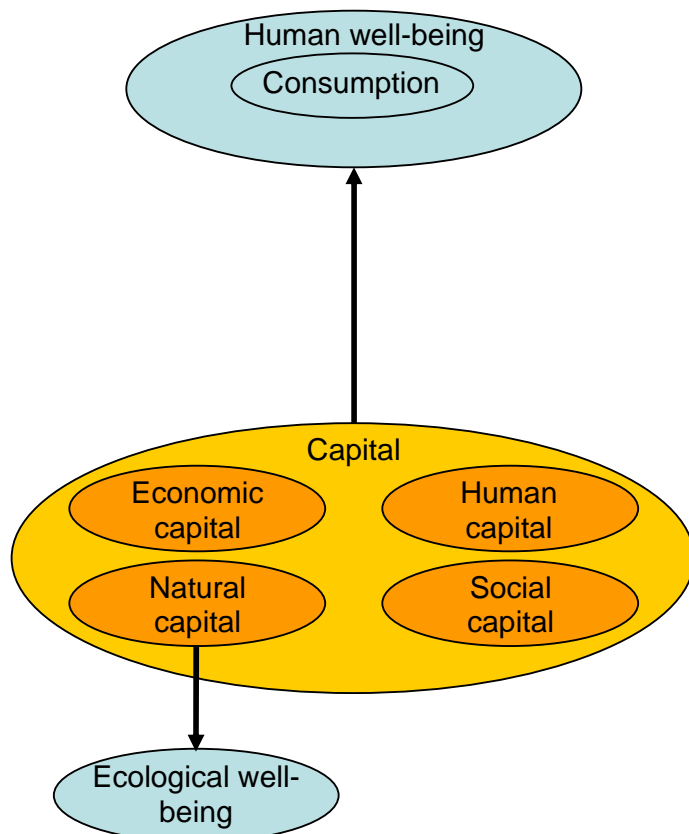 Human well-being
Consumption
Capital
Economic
capital
Human
capital
Natural
capital
Social
capital
Ecological well-
being